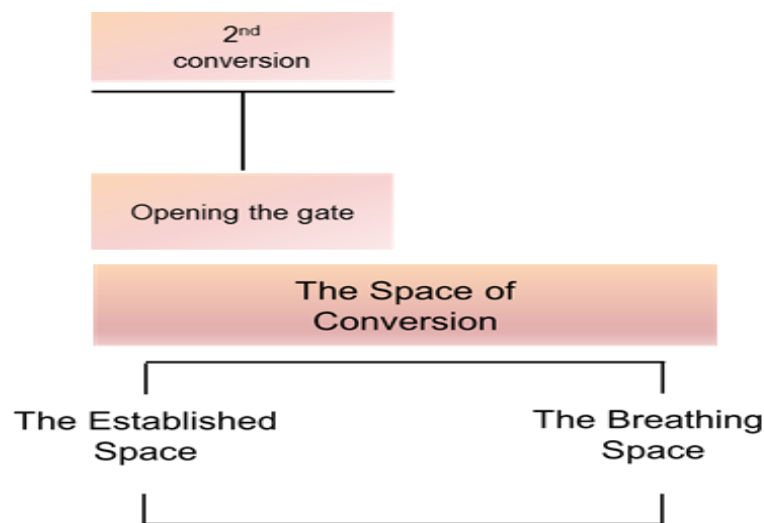 2nd
conversion
Opening the gate
The Space of
Conversion
The Established
Space
The Breathing
Space